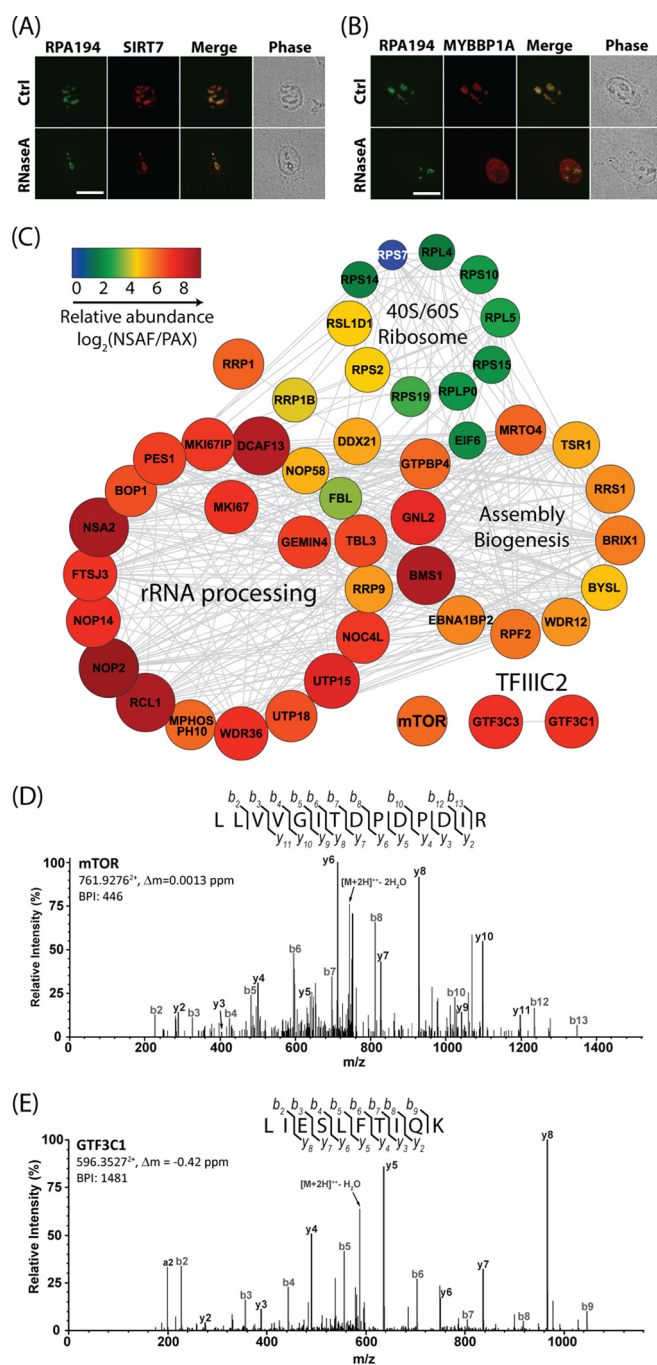 (A)
RPA194 SIRT7 Merge Phase
Ctrl
RNaseA
(B)
RPA194 MYBBP1A Merge Phase
Ctrl
RNaseA
(C)
0 2 4 6 8
Relative abundance
log2(NSAF/PAX)
RPS7
RPL4
RPS14
RPS10
RSL1D1
40S/60S
Ribosome
RPL5
RRP1
RPS2
RPS15
RRP1B
RPS19
RPLP0
MKI67IP
DCAF13
DDX21
EIF6
MRTO4
TSR1
PES1
NOP58
GTPBP4
BOP1
MKI67
FBL
RRS1
NSA2
GEMIN4
TBL3
GNL2
Assembly
Biogenesis
BRIX1
FTSJ3
rRNA processing
RRP9
BMS1
BYSL
NOP14
NOC4L
EBNA1BP2
RPF2
WDR12
NOP2
UTP15
TFIIIC2
RCL1
MPHOS
PH10
WDR36
UTP18
mTOR
GTF3C3
GTF3C1
(D)
b2 b3 b4 b5 b6 b7 b8 b10 b12 b13
L L V V G I T D P D P D I R
y11 y10 y9 y8 y7 y6 y5 y4 y3 y2
mTOR
761.92762+, Δm=0.0013 ppm
BPI: 446
Relative Intensity (%)
100
75
50
25
0
y6
[M+2H]++- 2H2O
y8
b8
y7
y10
b6
b7
y4
b5
y5
b10
y9
b2
y2
b3
y3
b4
y11
b12
b13
0 200 400 600 800 1000 1200 1400
m/z
(E)
b2 b3 b4 b5 b6 b7 b8 b9
L I E S L F T I Q K
y8 y7 y6 y5 y4 y3 y2
GTF3C1
596.35272+, Δm = -0.42 ppm
BPI: 1481
Relative Intensity (%)
100
75
50
25
0
y8
y5
[M+2H]++- H2O
y4
b5
a2
b2
y7
b4
b6
y6
b3
y3
y2
b7
b8
b9
0 200 400 600 800 1000
m/z